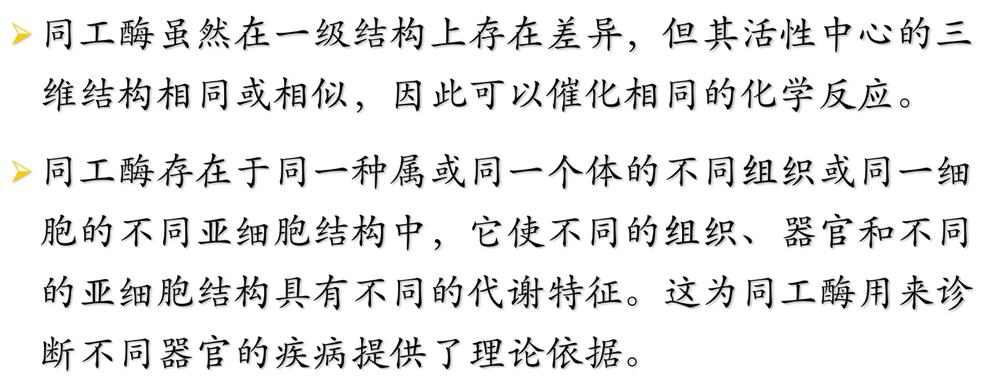 同工酶虽然在一级结构上存在差异，但其活性中心的三
维结构相同或相似，因此可以催化相同的化学反应。
同工酶存在于同一种属或同一个体的不同组织或同一细
胞的不同亚细胞结构中，它使不同的组织、器官和不同
的亚细胞结构具有不同的代谢特征。这为同工酶用来诊
断不同器官的疾病提供了理论依据。